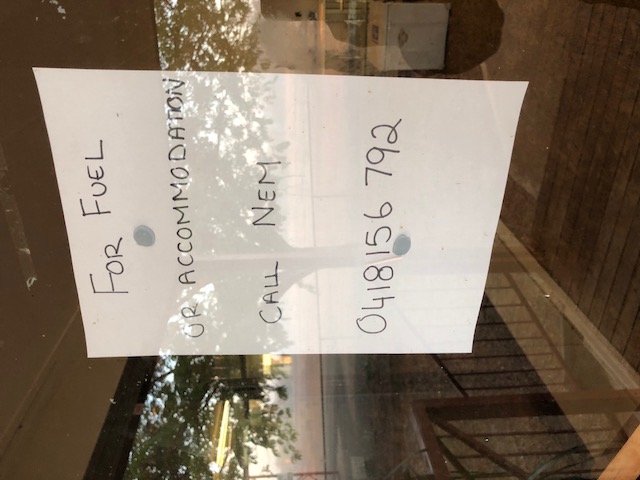 FOR FUEL
OR ACCOMMODATION
CALL NEM
0418156 792